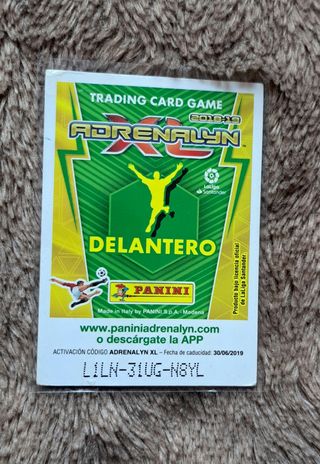 TRADING CARD GAME
2018-19
ADRENALYN
XL™
LaLiga
Santander
DELANTERO
PANINI
Made in Italy by PANINI S.p.A. - Modena
Producto bajo licencia oficial
de LaLiga Santander
www.paniniadrenalyn.com
o descárgate la APP
ACTIVACIÓN CÓDIGO ADRENALYN XL – Fecha de caducidad: 30/06/2019
L1LN-31UG-N8YL